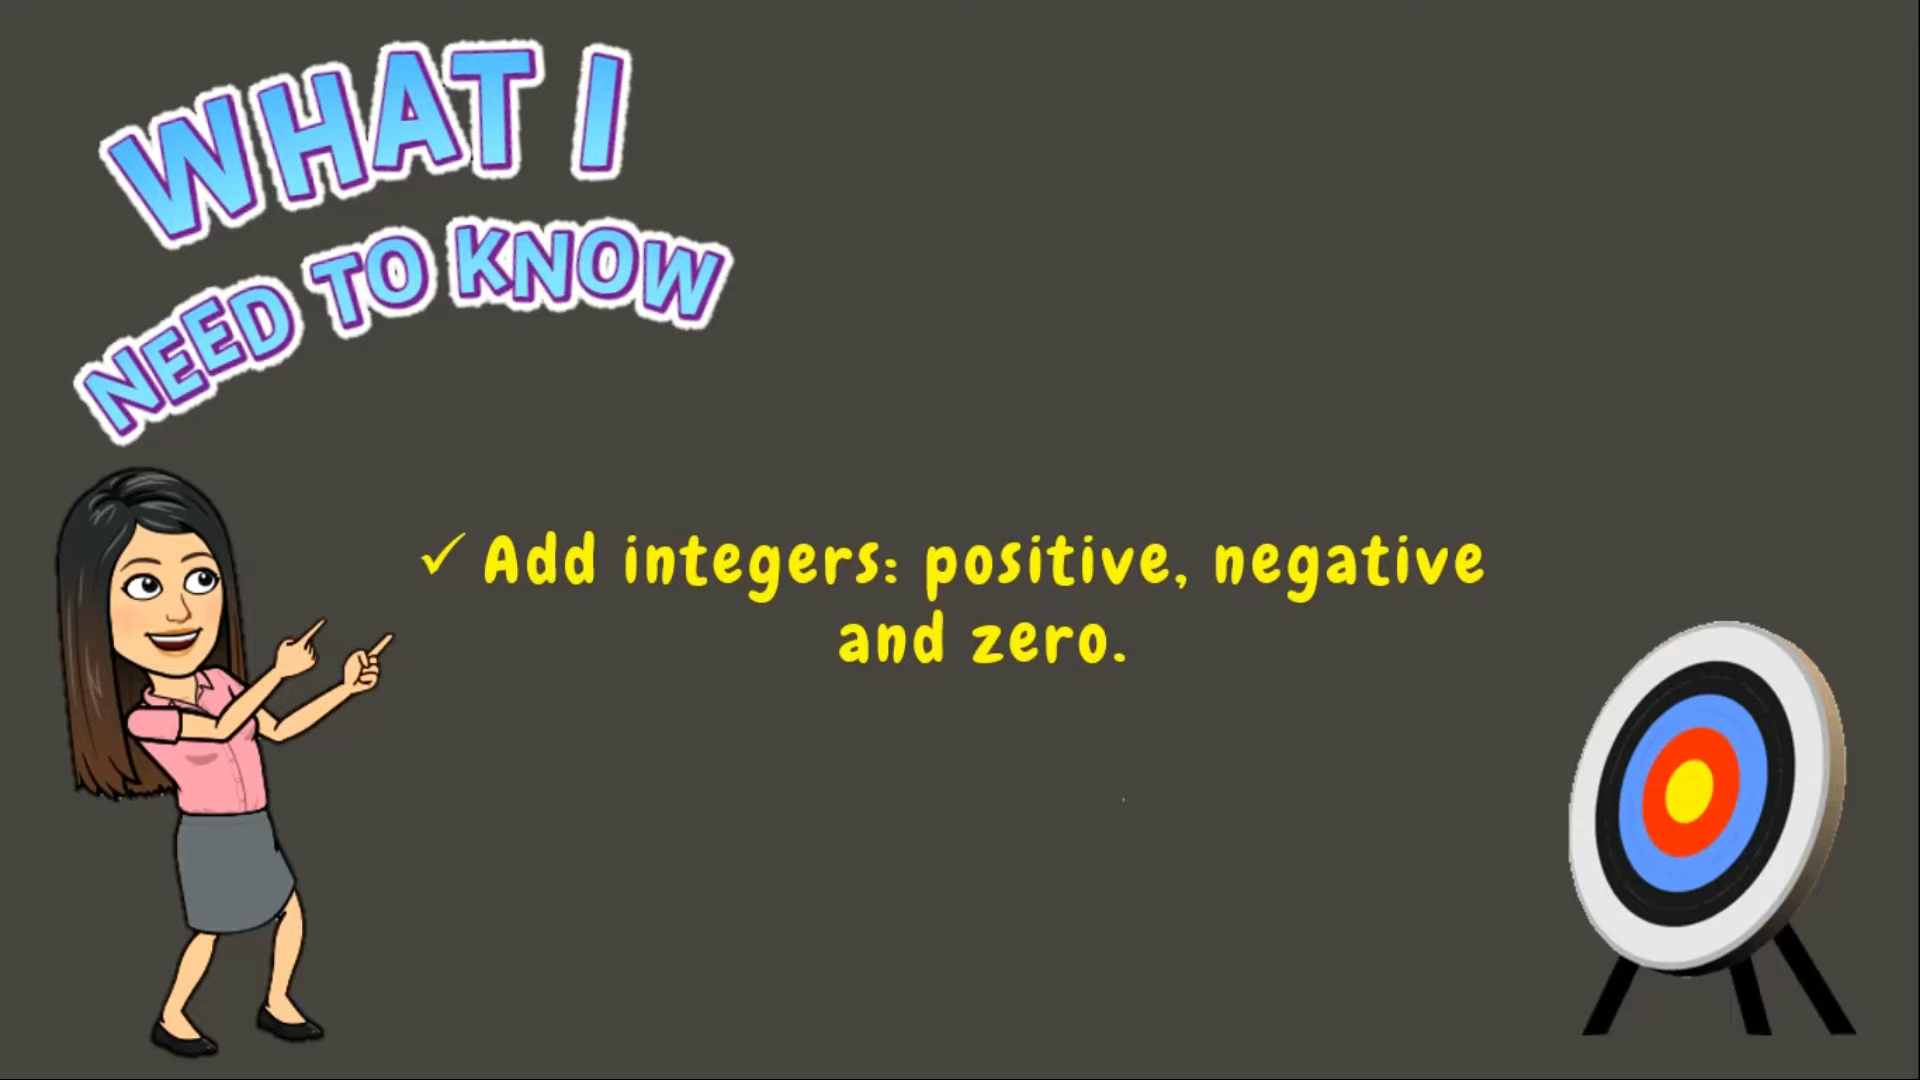 WHAT I
NEED TO KNOW
✓ Add integers: positive, negative
and zero.